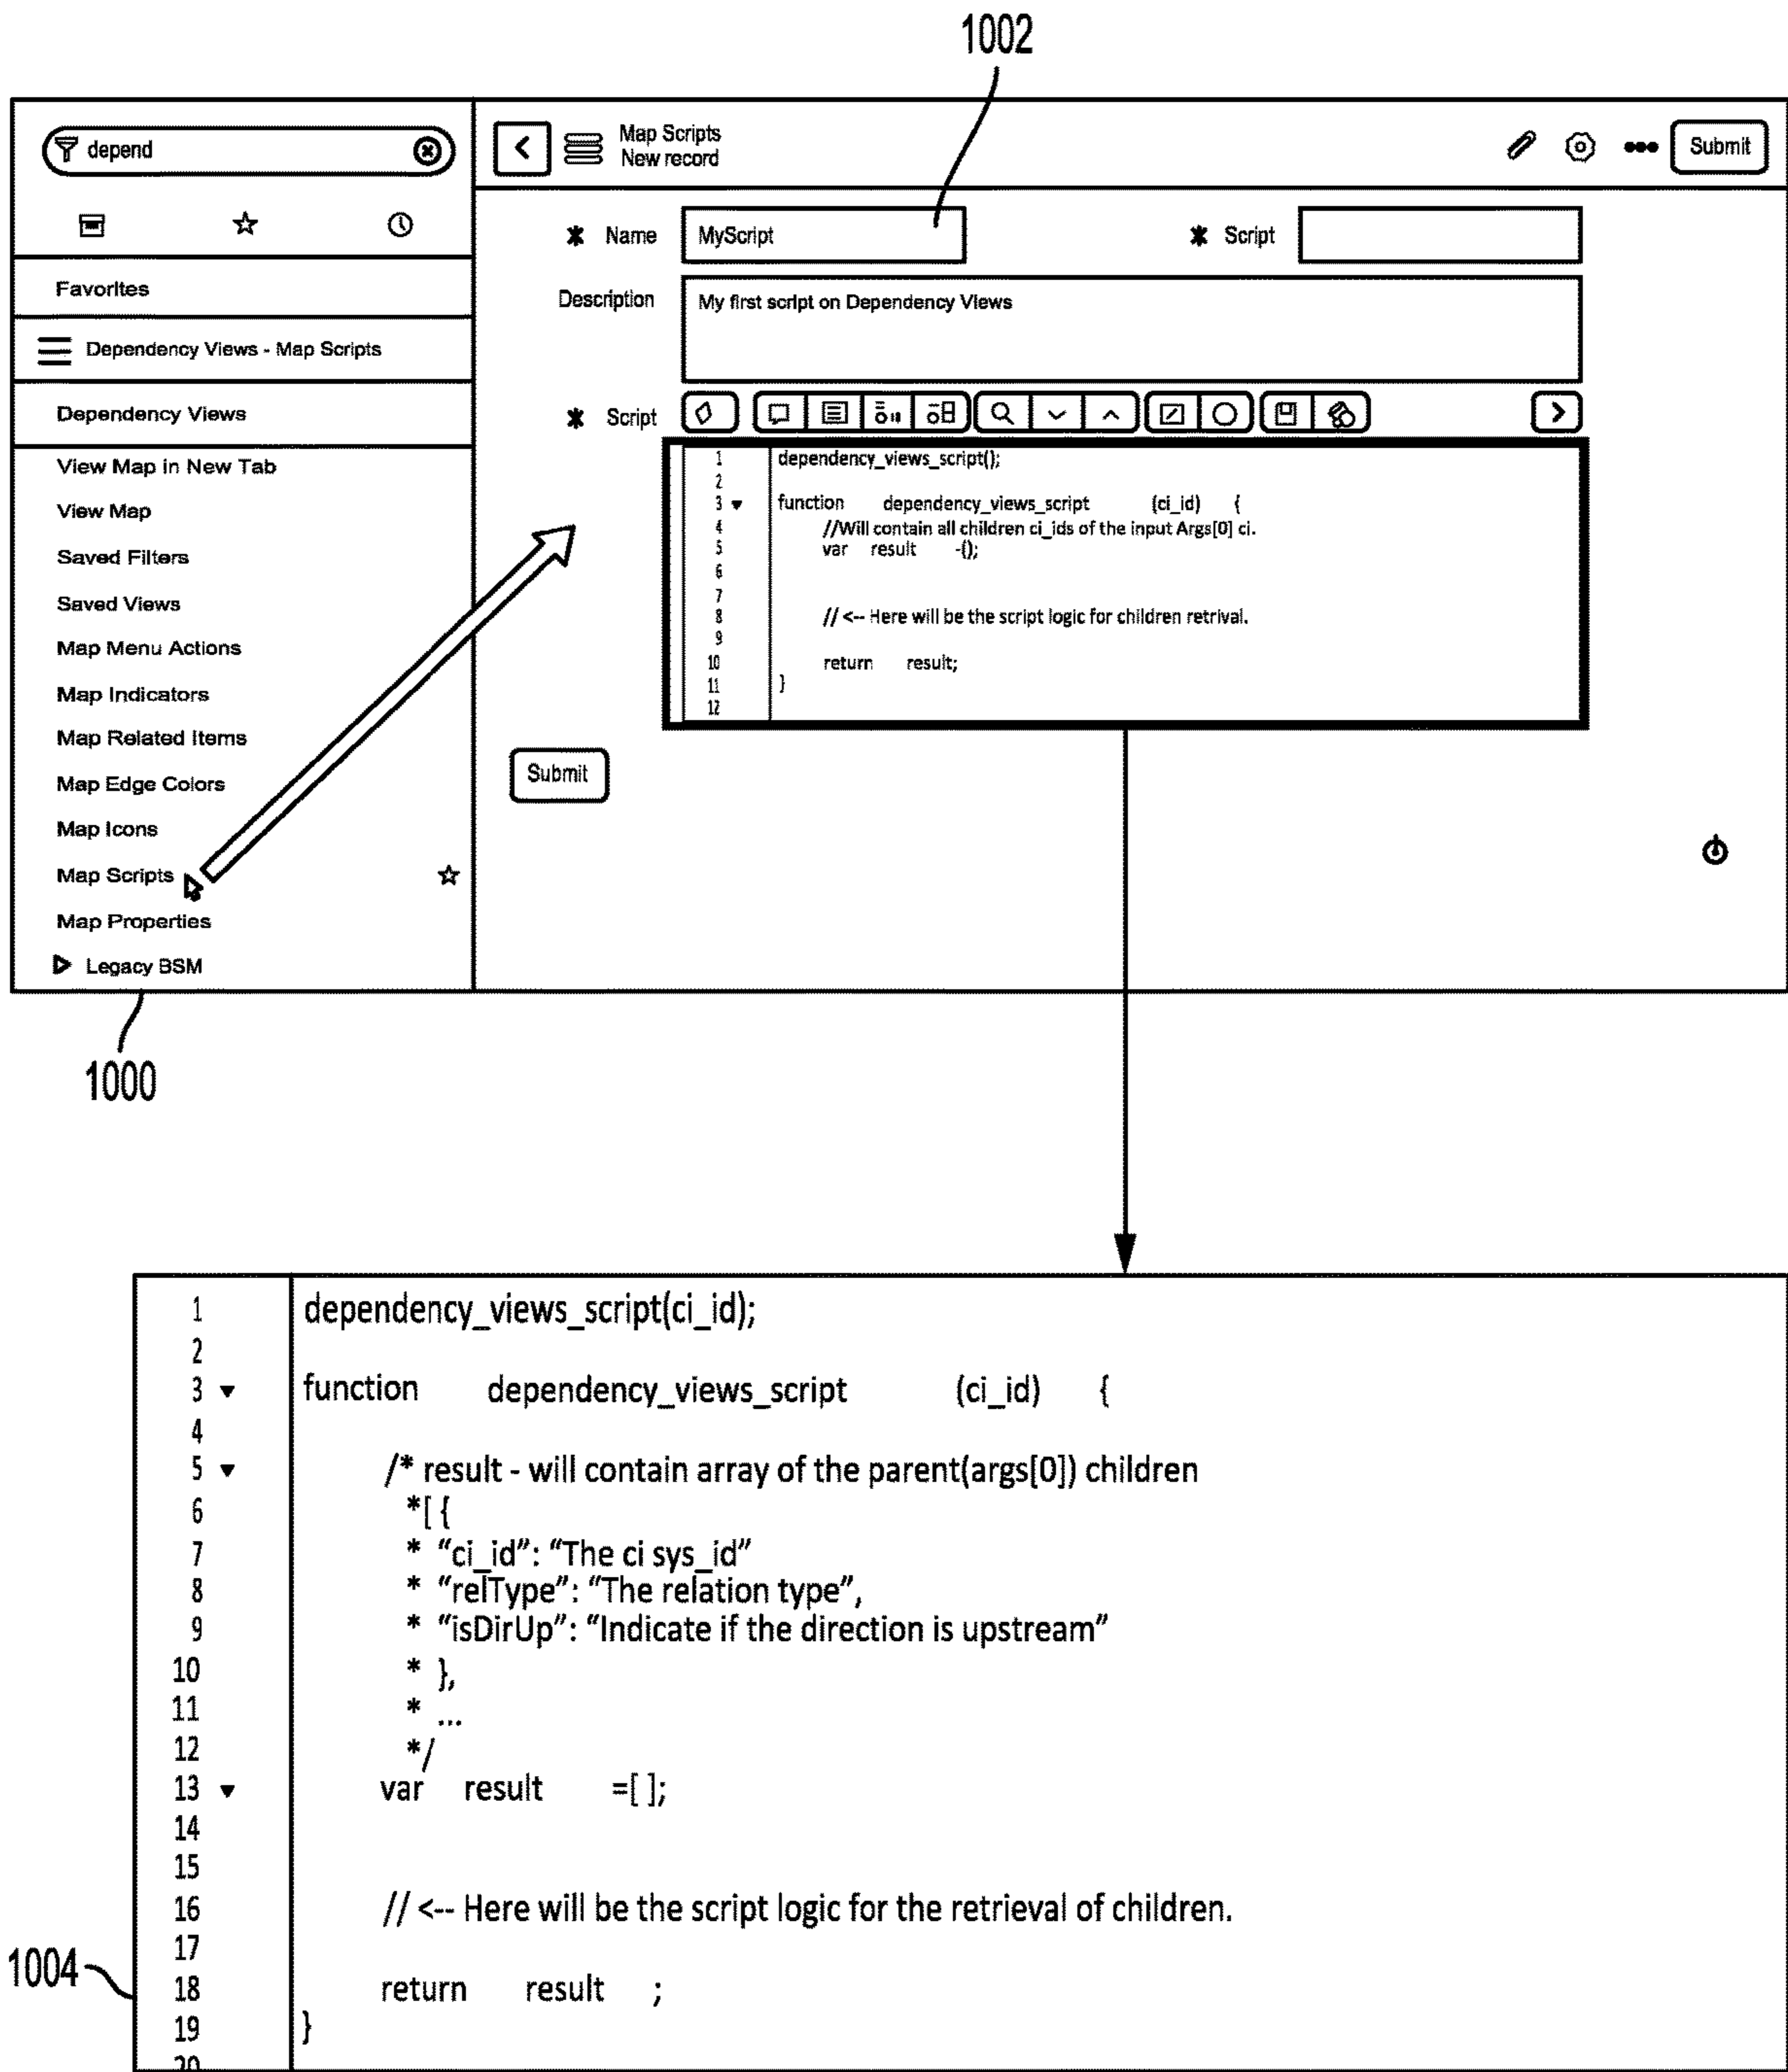 1002
depend
Map Scripts
New record
Submit
Favorites
Dependency Views - Map Scripts
Dependency Views
View Map in New Tab
View Map
Saved Filters
Saved Views
Map Menu Actions
Map Indicators
Map Related Items
Map Edge Colors
Map Icons
Map Scripts
Map Properties
Legacy BSM
* Name MyScript * Script
Description My first script on Dependency Views
* Script
1 dependency_views_script();
2
3 function dependency_views_script (ci_id) {
4 //Will contain all children ci_ids of the input Args[0] ci.
5 var result -();
6
7
8 // <-- Here will be the script logic for children retrival.
9
10 return result;
11 }
12
Submit
1000
1 dependency_views_script(ci_id);
2
3 function dependency_views_script (ci_id) {
4
5 /* result - will contain array of the parent(args[0]) children
6 *[ {
7 * “ci_id”: “The ci sys_id”
8 * “relType”: “The relation type”,
9 * “isDirUp”: “Indicate if the direction is upstream”
10 * },
11 * ...
12 */
13 var result =[ ];
14
15
16 // <-- Here will be the script logic for the retrieval of children.
17
18 return result ;
19 }
20
1004